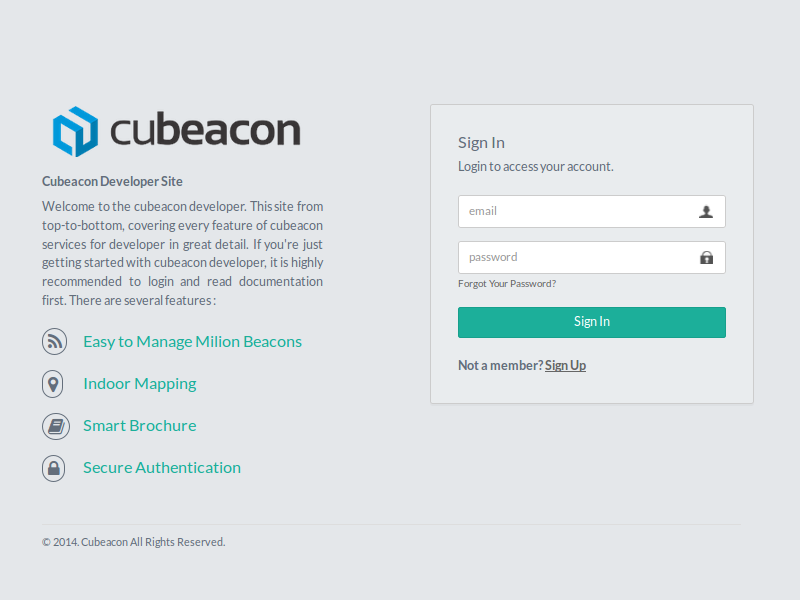 cubeacon
Cubeacon Developer Site
Welcome to the cubeacon developer. This site from
top-to-bottom, covering every feature of cubeacon
services for developer in great detail. If you're just
getting started with cubeacon developer, it is highly
recommended to login and read documentation
first. There are several features :
Easy to Manage Milion Beacons
Indoor Mapping
Smart Brochure
Secure Authentication
Sign In
Login to access your account.
email
password
Forgot Your Password?
Sign In
Not a member? Sign Up
© 2014. Cubeacon All Rights Reserved.